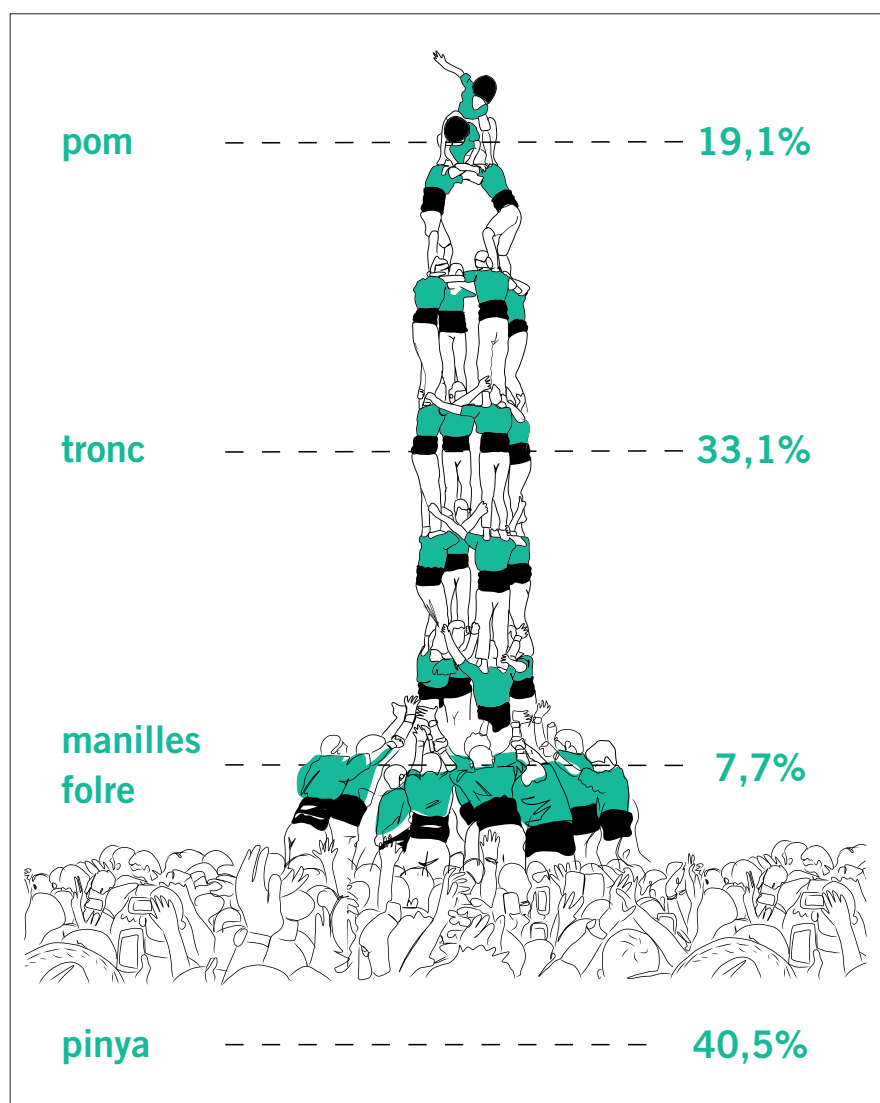 pom 19,1%
tronc 33,1%
manilles
folre 7,7%
pinya 40,5%